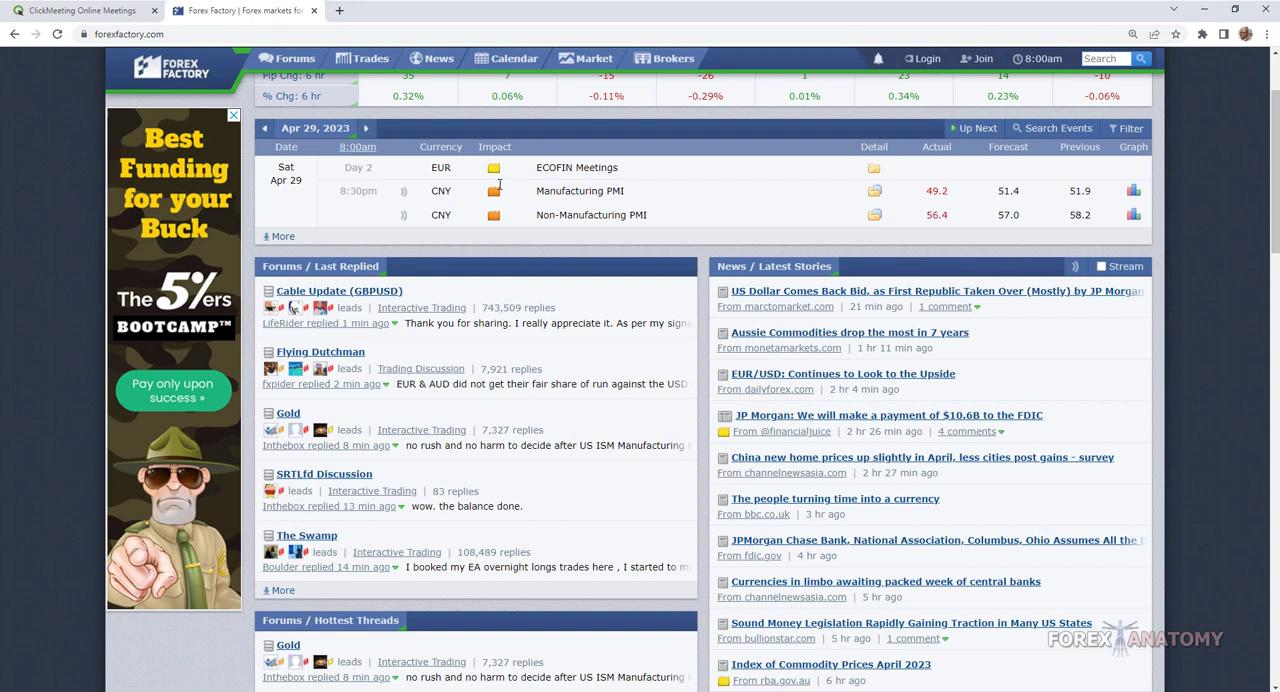 ClickMeeting Online Meetings
Forex Factory | Forex markets fo
forexfactory.com
FOREX
FACTORY
Forums
Trades
News
Calendar
Market
Brokers
Login
Join
8:00am
Search
Pip Chg: 6 hr 35 7 -15 -26 1 23 14 -10
% Chg: 6 hr 0.32% 0.06% -0.11% -0.29% 0.01% 0.34% 0.23% -0.06%
Apr 29, 2023 Up Next Search Events Filter
Date 8:00am Currency Impact Detail Actual Forecast Previous Graph
Sat Day 2 EUR ECOFIN Meetings
Apr 29
8:30pm CNY Manufacturing PMI 49.2 51.4 51.9
CNY Non-Manufacturing PMI 56.4 57.0 58.2
More
Best
Funding
for your
Buck
The 5%ers
BOOTCAMP™
Pay only upon
success »
Forums / Last Replied
Cable Update (GBPUSD)
leads | Interactive Trading | 743,509 replies
LifeRider replied 1 min ago Thank you for sharing. I really appreciate it. As per my signa
Flying Dutchman
leads | Trading Discussion | 7,921 replies
fxpider replied 2 min ago EUR & AUD did not get their fair share of run against the USD
Gold
leads | Interactive Trading | 7,327 replies
Inthebox replied 8 min ago no rush and no harm to decide after US ISM Manufacturing
SRTLfd Discussion
leads | Interactive Trading | 83 replies
Inthebox replied 13 min ago wow. the balance done.
The Swamp
leads | Interactive Trading | 108,489 replies
Boulder replied 14 min ago I booked my EA overnight longs trades here , I started to m
More
Forums / Hottest Threads
Gold
leads | Interactive Trading | 7,327 replies
Inthebox replied 8 min ago no rush and no harm to decide after US ISM Manufacturing
News / Latest Stories Stream
US Dollar Comes Back Bid, as First Republic Taken Over (Mostly) by JP Morgan
From marctomarket.com | 21 min ago | 1 comment
Aussie Commodities drop the most in 7 years
From monetamarkets.com | 1 hr 11 min ago
EUR/USD: Continues to Look to the Upside
From dailyforex.com | 2 hr 4 min ago
JP Morgan: We will make a payment of $10.6B to the FDIC
From @financialjuice | 2 hr 26 min ago | 4 comments
China new home prices up slightly in April, less cities post gains - survey
From channelnewsasia.com | 2 hr 27 min ago
The people turning time into a currency
From bbc.co.uk | 3 hr ago
JPMorgan Chase Bank, National Association, Columbus, Ohio Assumes All the D
From fdic.gov | 4 hr ago
Currencies in limbo awaiting packed week of central banks
From channelnewsasia.com | 5 hr ago
Sound Money Legislation Rapidly Gaining Traction in Many US States
From bullionstar.com | 5 hr ago | 1 comment
Index of Commodity Prices April 2023
From rba.gov.au | 6 hr ago
FOREX ANATOMY